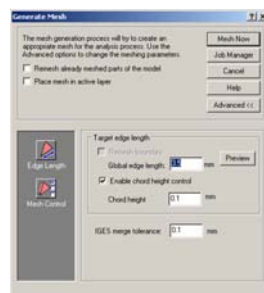 Generate Mesh
The mesh generation process will try to create an
appropriate mesh for the analysis process. Use the
Advanced options to change the meshing parameters.
Remesh already meshed parts of the model
Place mesh in active layer
Mesh Now
Job Manager
Cancel
Help
Advanced <<
Edge Length
Mesh Control
Target edge length
Remesh boundary
Global edge length:
mm
Preview
Enable chord height control
Chord height
0.1
mm
IGES merge tolerance:
0.1
mm